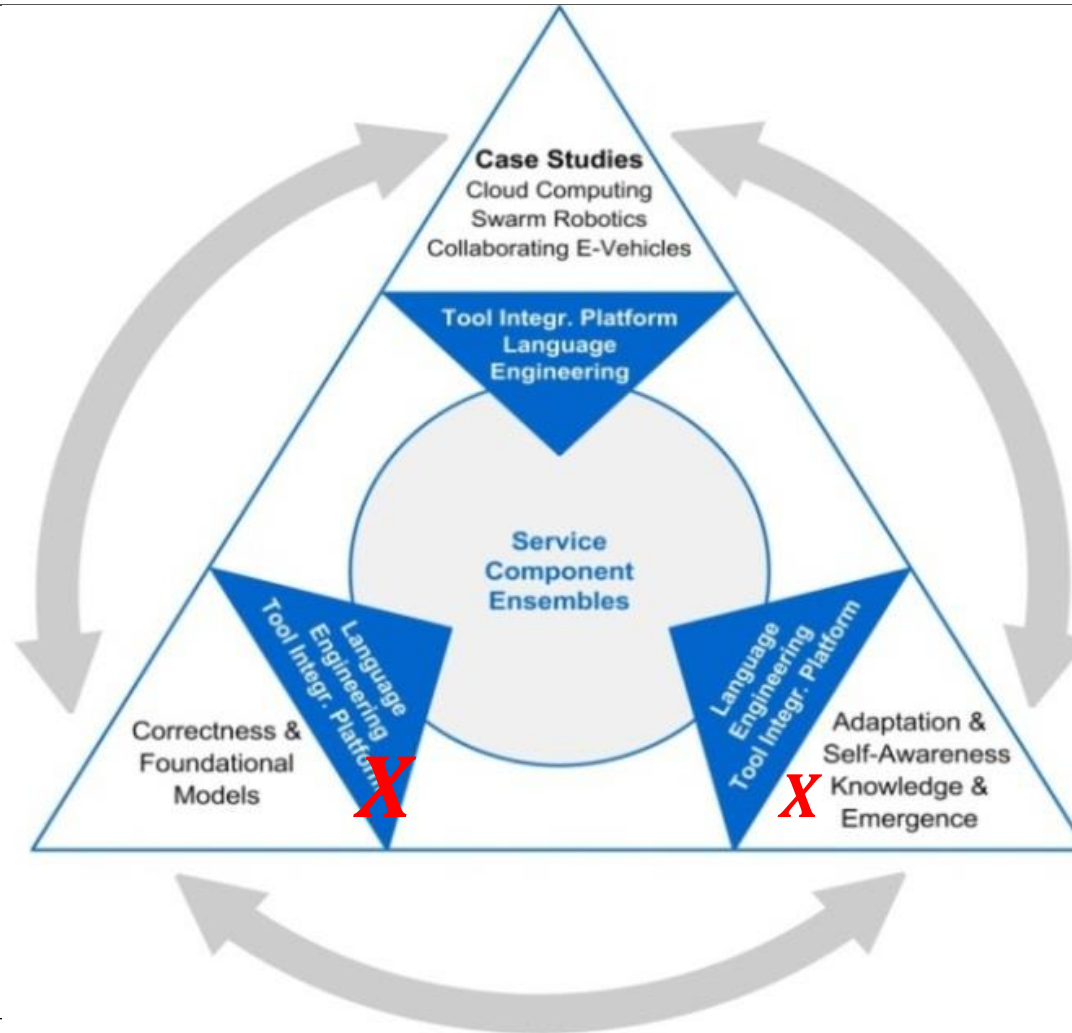 Case Studies
Cloud Computing
Swarm Robotics
Collaborating E-Vehicles
Tool Integr. Platform
Language
Engineering
Service
Component
Ensembles
Language
Engineering
Tool Integr. Platform
X
Correctness &
Foundational
Models
Language
Engineering
Tool Integr. Platform
X
Adaptation &
Self-Awareness
Knowledge &
Emergence